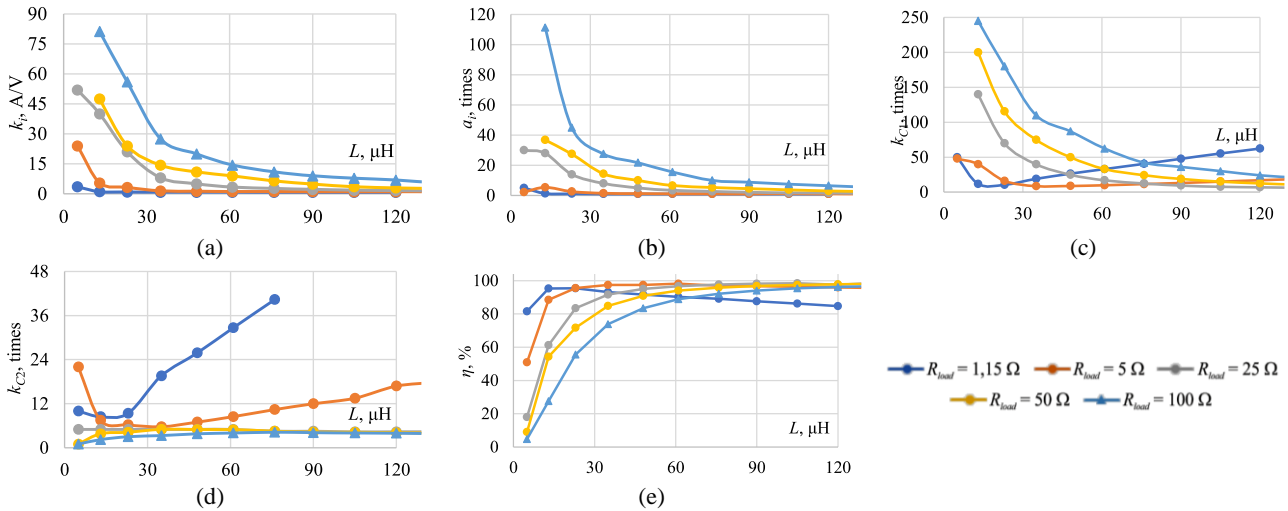 90
75
60
45
30
15
0
k_i, A/V
L, μH
0 30 60 90 120
(a)
120
100
80
60
40
20
0
a_i, times
L, μH
0 30 60 90 120
(b)
250
200
150
100
50
0
k_C1, times
L, μH
0 30 60 90 120
(c)
48
36
24
12
0
k_C2, times
L, μH
0 30 60 90 120
(d)
100
80
60
40
20
0
η, %
L, μH
0 30 60 90 120
(e)
R_load = 1,15 Ω R_load = 5 Ω R_load = 25 Ω
R_load = 50 Ω R_load = 100 Ω